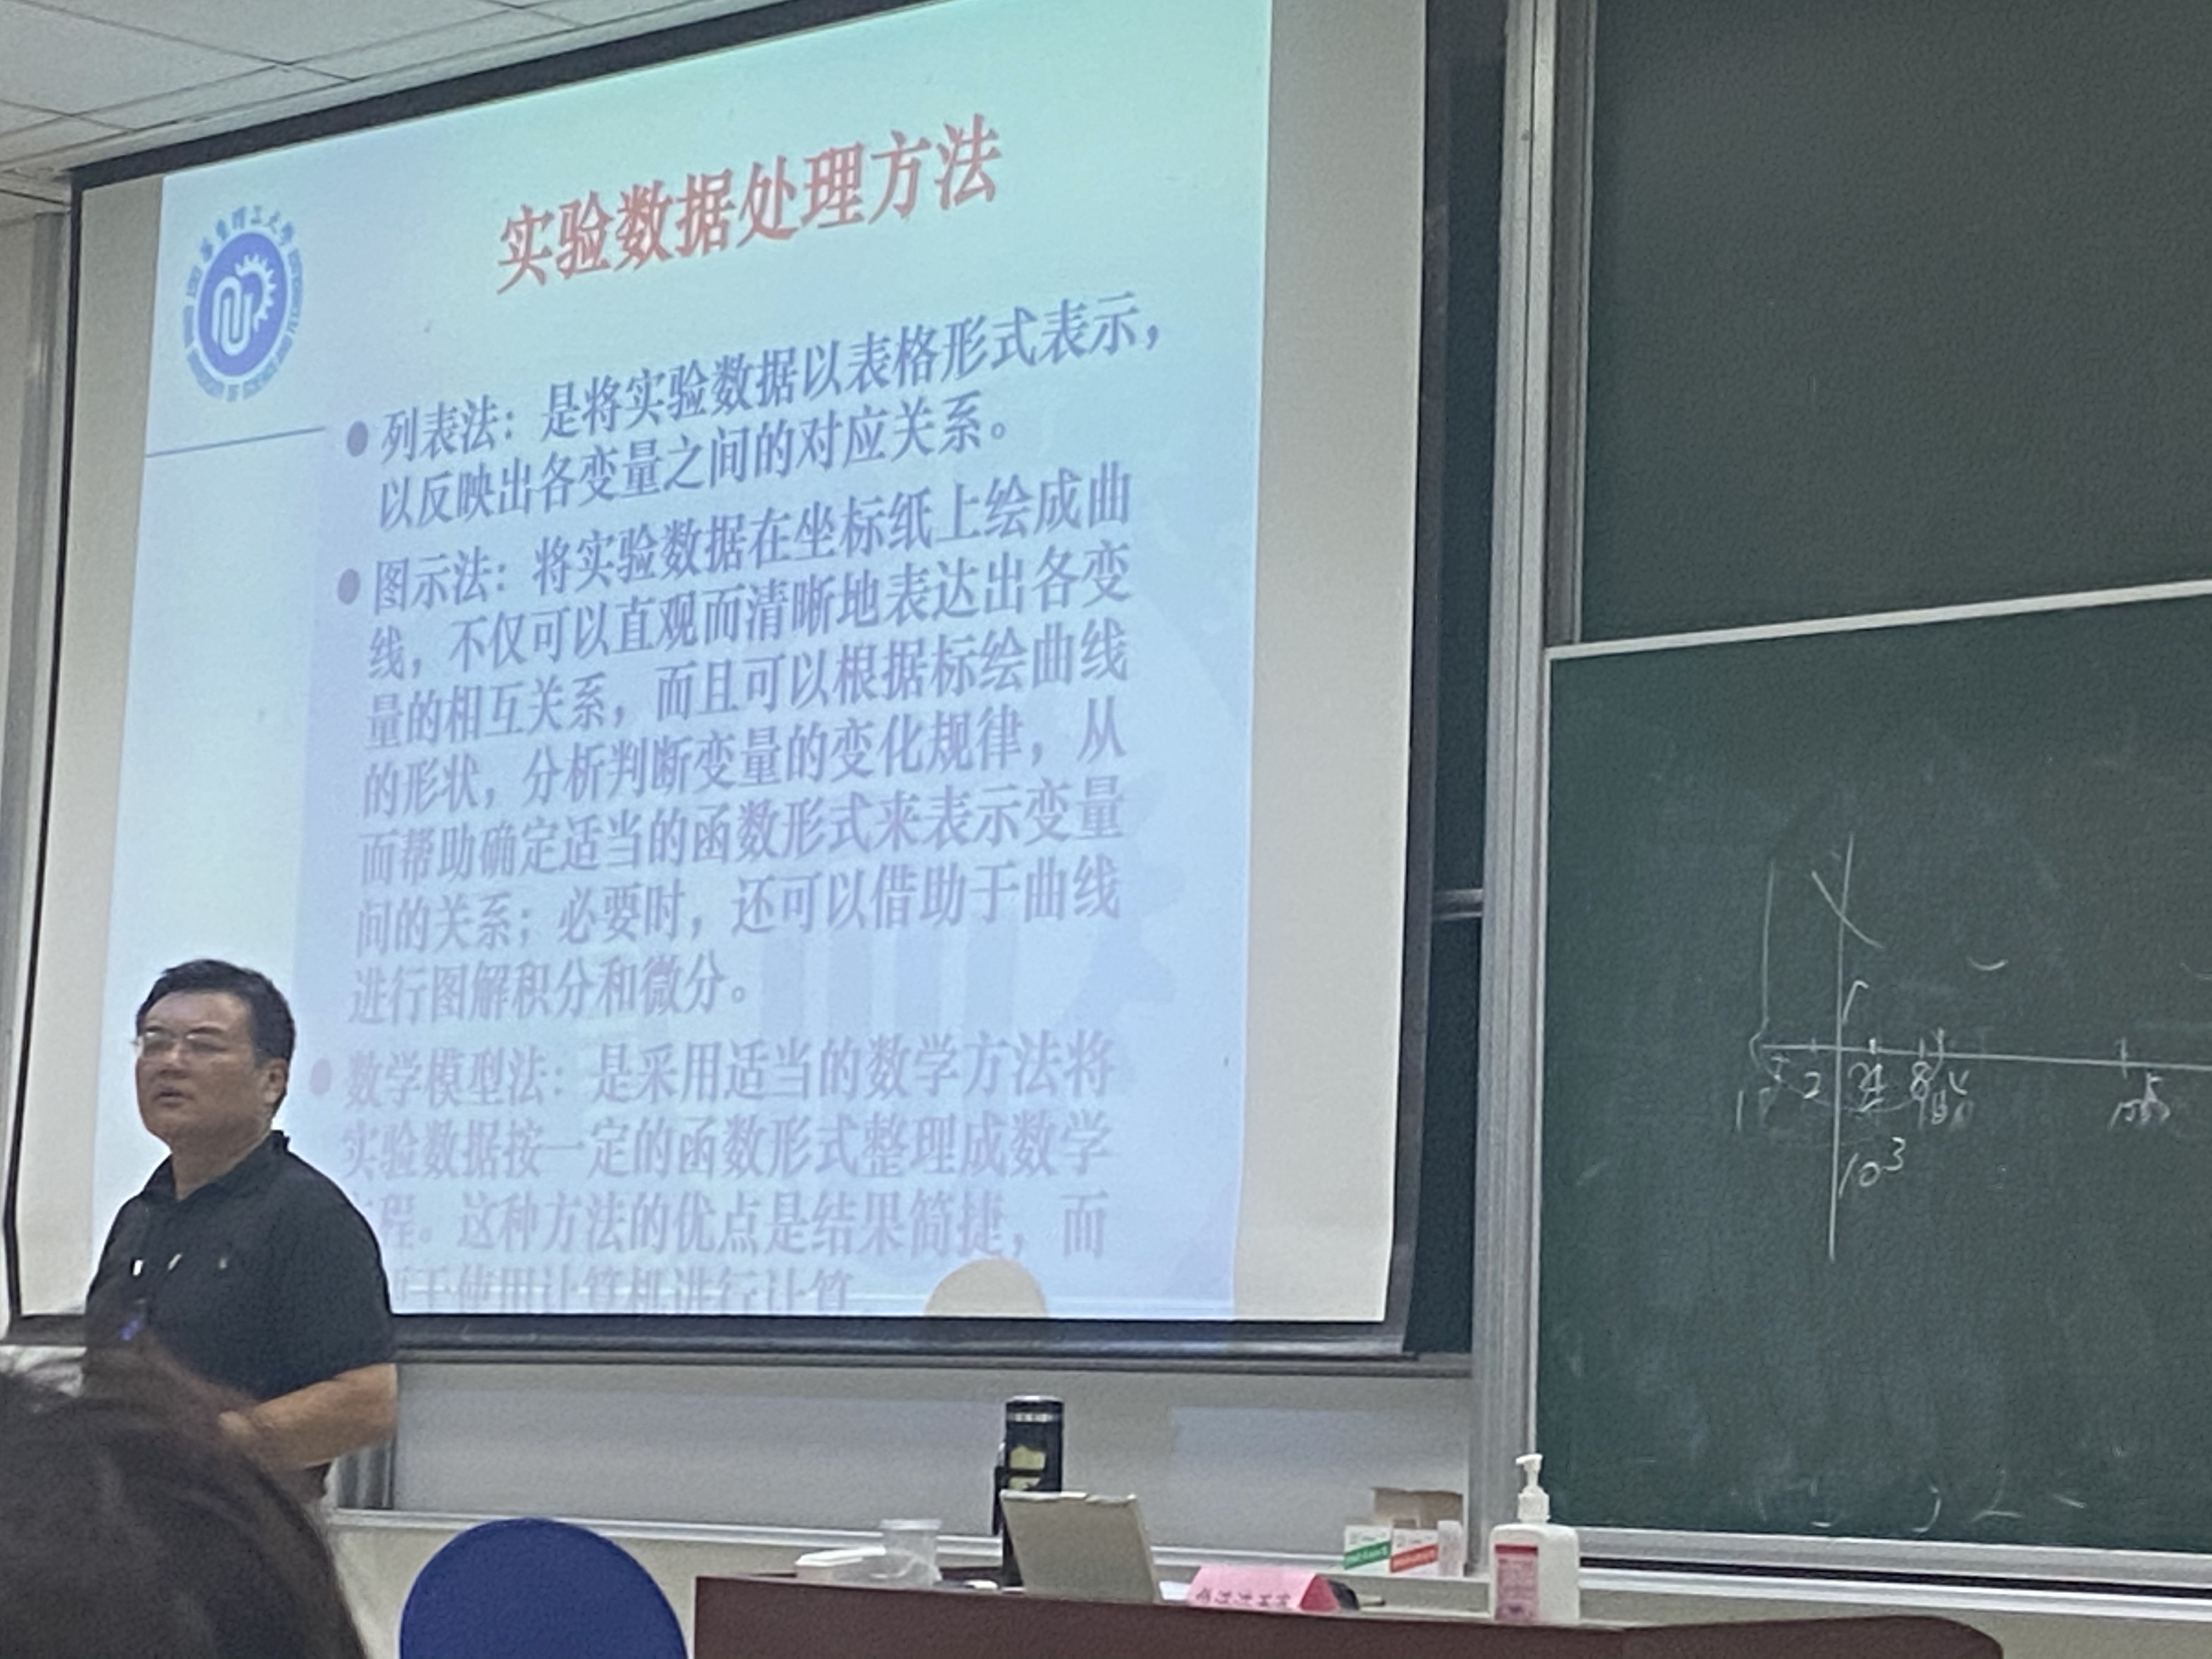 实验数据处理方法
列表法：是将实验数据以表格形式表示，
以反映出各变量之间的对应关系。
图示法：将实验数据在坐标纸上绘成曲
线，不仅可以直观而清晰地表达出各变
量的相互关系，而且可以根据标绘曲线
的形状，分析判断变量的变化规律，从
而帮助确定适当的函数形式来表示变量
间的关系；必要时，还可以借助于曲线
进行图解积分和微分。
数学模型法：是采用适当的数学方法将
实验数据按一定的函数形式整理成数学
程。这种方法的优点是结果简捷，而
于使用计算机进行计算
1 2
10³